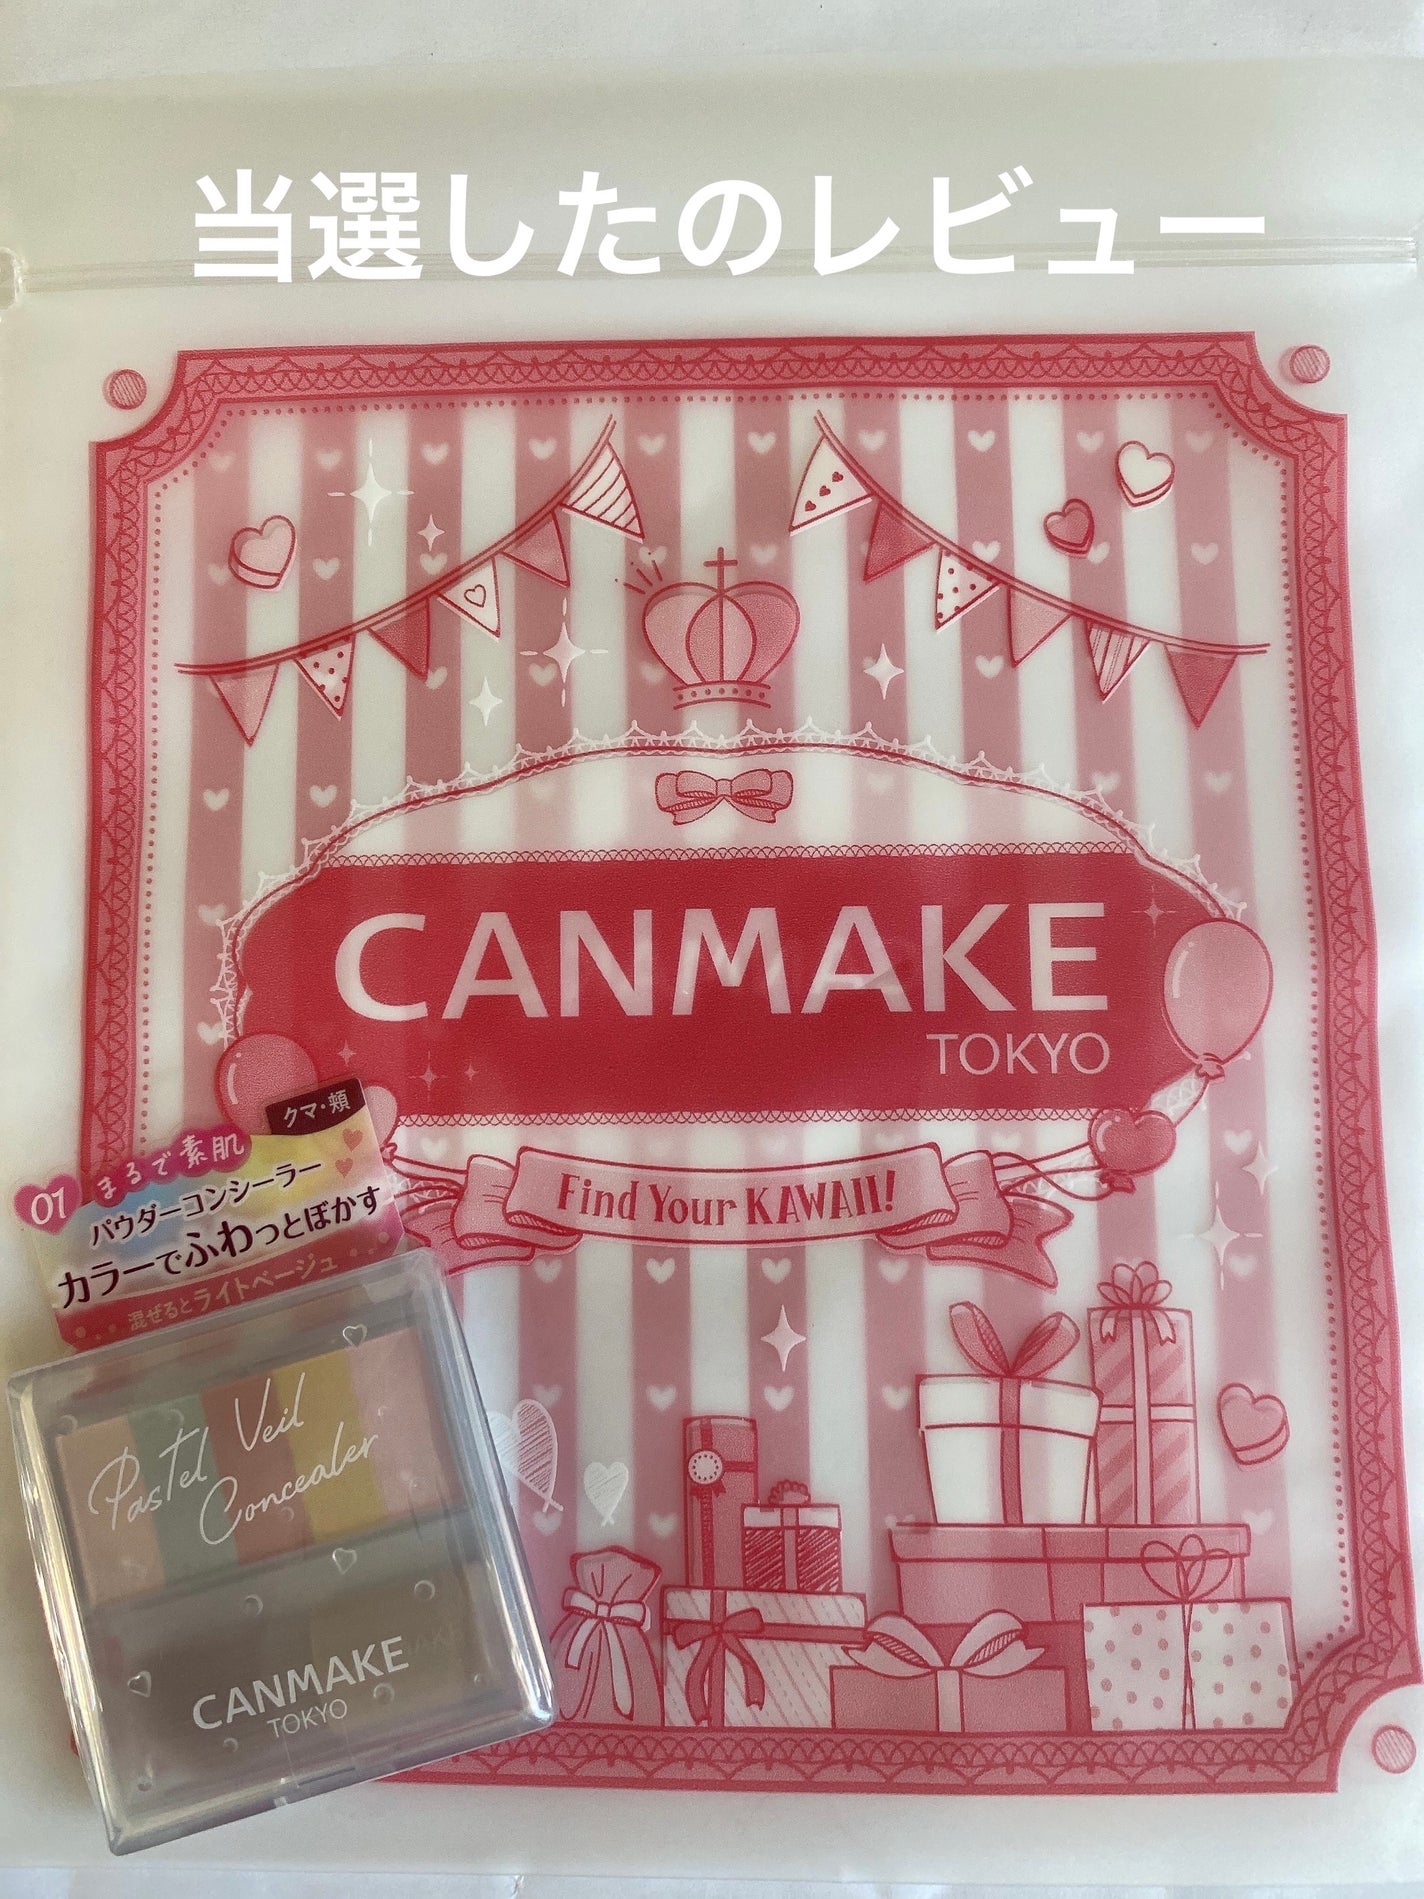 当選したのレビュー
CANMAKE
TOKYO
Find Your KAWAII!
クマ・頬
01 まるで素肌
パウダーコンシーラー
カラーでふわっとぼかす
混ぜるとライトベージュ
Pastel Veil
Concealer
CANMAKE
TOKYO